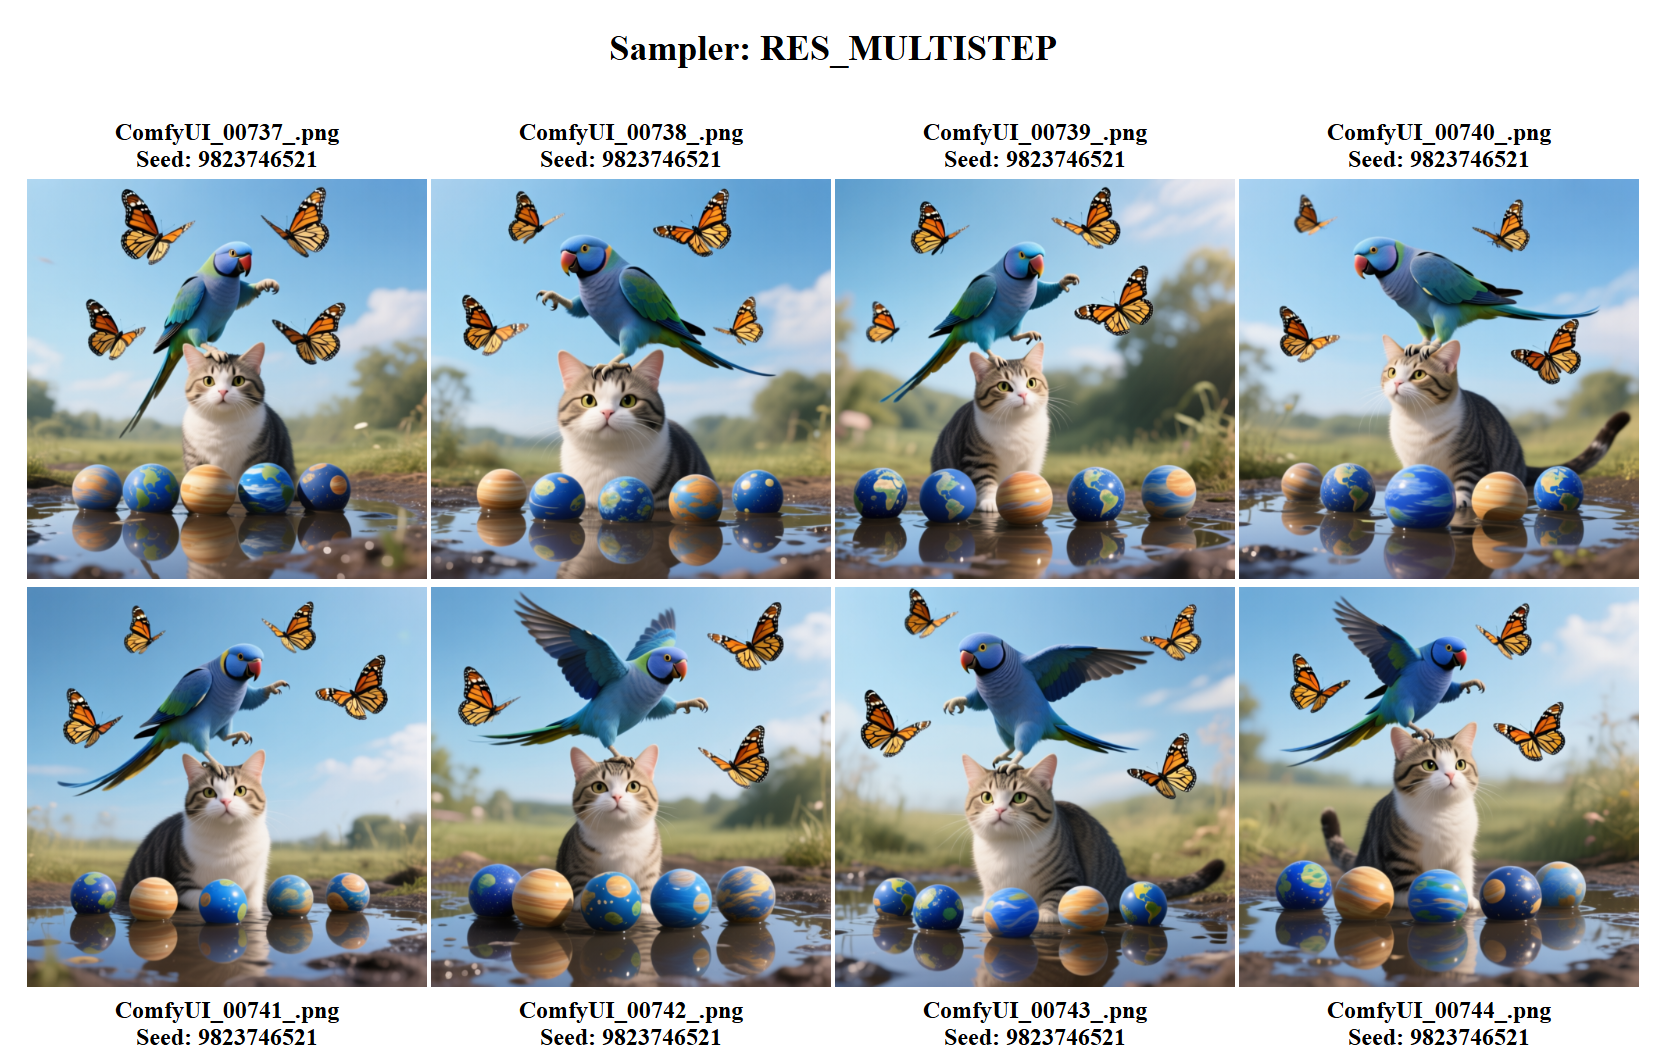 Sampler: RES_MULTISTEP
ComfyUI_00737_.png
Seed: 9823746521
ComfyUI_00738_.png
Seed: 9823746521
ComfyUI_00739_.png
Seed: 9823746521
ComfyUI_00740_.png
Seed: 9823746521
ComfyUI_00741_.png
Seed: 9823746521
ComfyUI_00742_.png
Seed: 9823746521
ComfyUI_00743_.png
Seed: 9823746521
ComfyUI_00744_.png
Seed: 9823746521